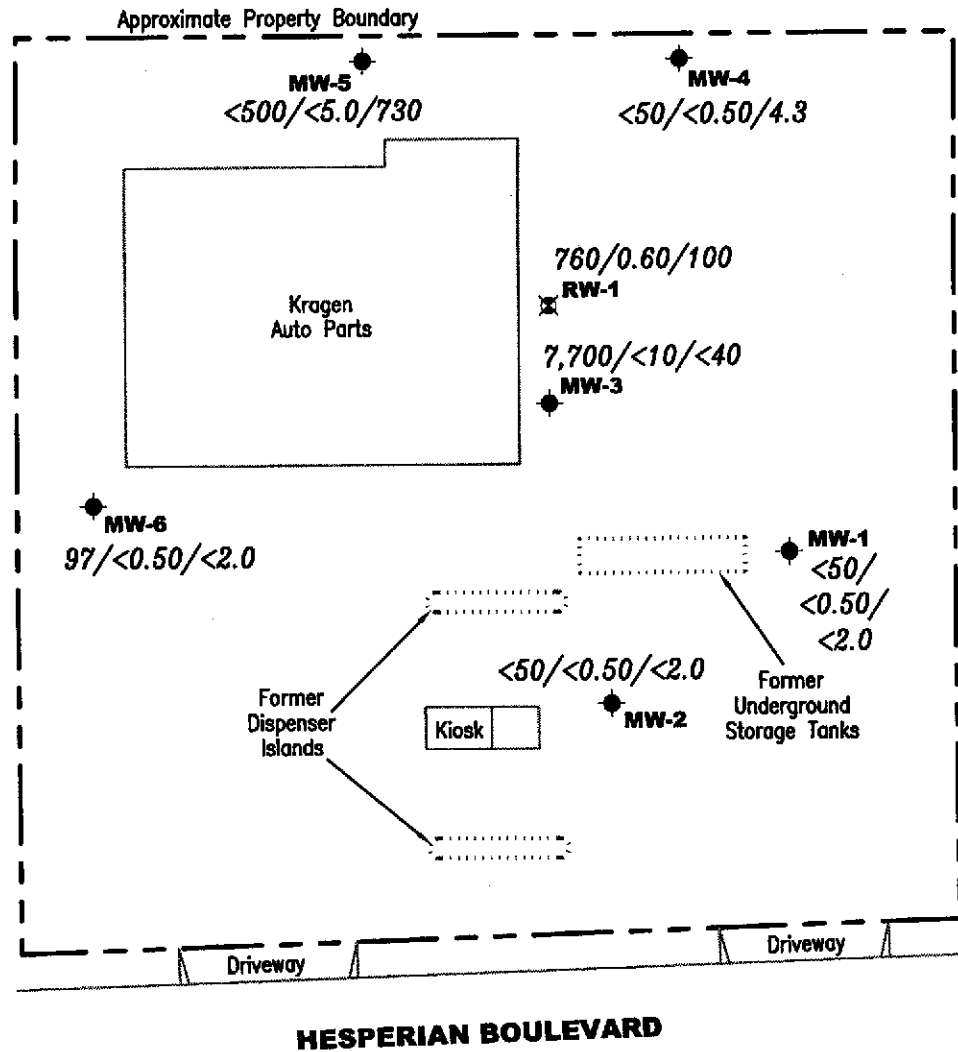 Approximate Property Boundary
MW-5
<500/<5.0/730
MW-4
<50/<0.50/4.3
760/0.60/100
RW-1
Kragen
Auto Parts
7,700/<10/<40
MW-3
MW-6
97/<0.50/<2.0
MW-1
<50/
<0.50/
<2.0
<50/<0.50/<2.0
MW-2
Former
Underground
Storage Tanks
Former
Dispenser
Islands
Kiosk
Driveway
Driveway
HESPERIAN BOULEVARD